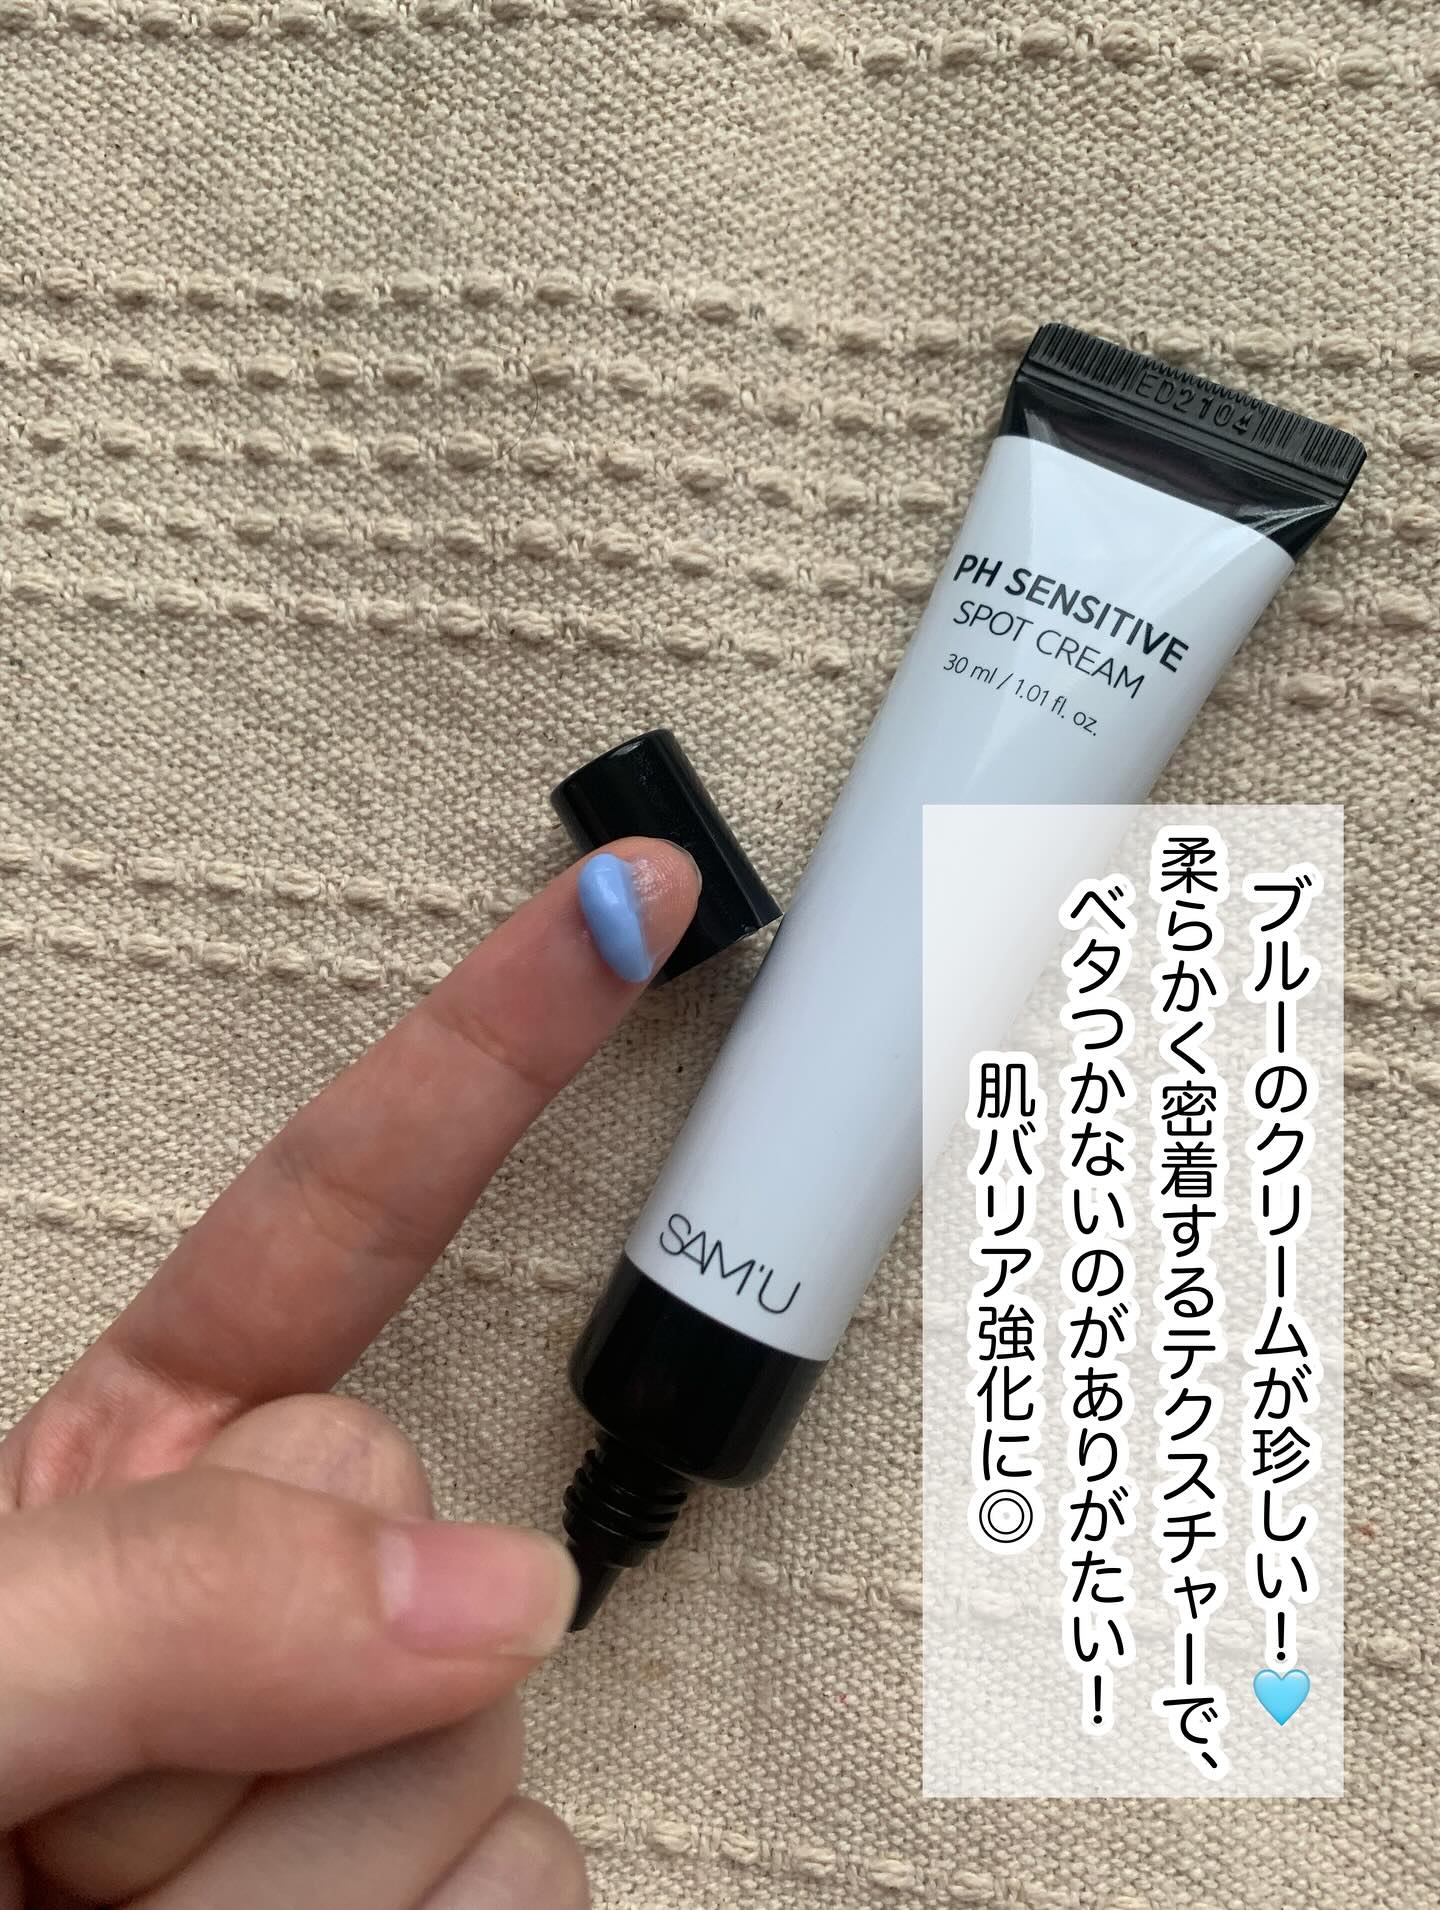 ED2104
PH SENSITIVE
SPOT CREAM
30 ml / 1.01 fl. oz.
SAM'U
ブルーのクリームが珍しい！🩵
柔らかく密着するテクスチャーで、
ベタつかないのがありがたい！
肌バリア強化に◎